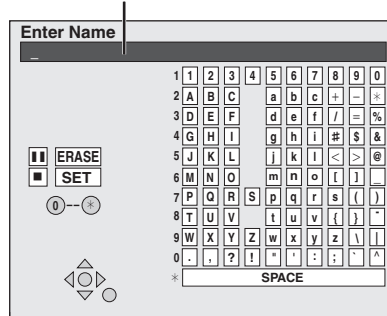 Enter Name
_
1 1 2 3 4 5 6 7 8 9 0
2 A B C a b c + − *
3 D E F d e f / = %
4 G H I g h i # $ &
5 J K L j k l < > @
ERASE
6 M N O m n o [ ] _
SET
7 P Q R S p q r s ( )
(0)--(*)
8 T U V t u v { } ~
9 W X Y Z w x y z \ |
0 . , ? ! " ' : ; ` ^
* SPACE